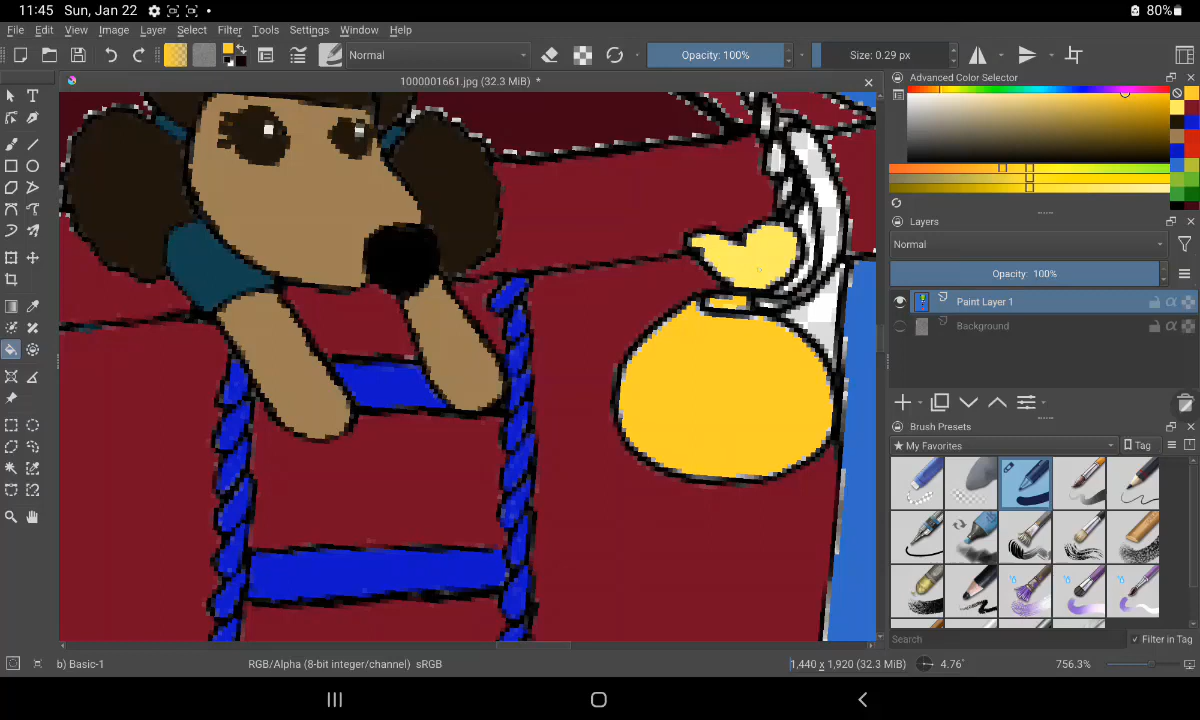 11:45 Sun, Jan 22
80%
File Edit View Image Layer Select Filter Tools Settings Window Help
Normal
Opacity: 100%
Size: 0.29 px
1000001661.jpg (32.3 MiB) *
Advanced Color Selector
Layers
Normal
Opacity: 100%
Paint Layer 1
Background
Brush Presets
★ My Favorites
Tag
Search
Filter in Tag
b) Basic-1
RGB/Alpha (8-bit integer/channel) sRGB
1,440 x 1,920 (32.3 MiB)
4.76°
756.3%